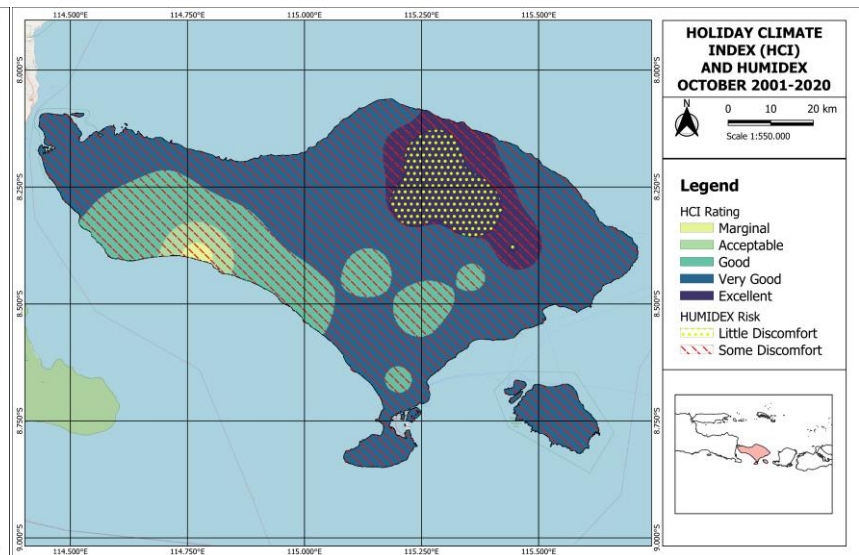 114.500°E 114.750°E 115.000°E 115.250°E 115.500°E
8.000°S 8.000°S
8.250°S 8.250°S
8.500°S 8.500°S
8.750°S 8.750°S
9.000°S 9.000°S
114.500°E 114.750°E 115.000°E 115.250°E 115.500°E
HOLIDAY CLIMATE
INDEX (HCI)
AND HUMIDEX
OCTOBER 2001-2020
N
0 10 20 km
Scale 1:550.000
Legend
HCI Rating
Marginal
Acceptable
Good
Very Good
Excellent
HUMIDEX Risk
Little Discomfort
Some Discomfort